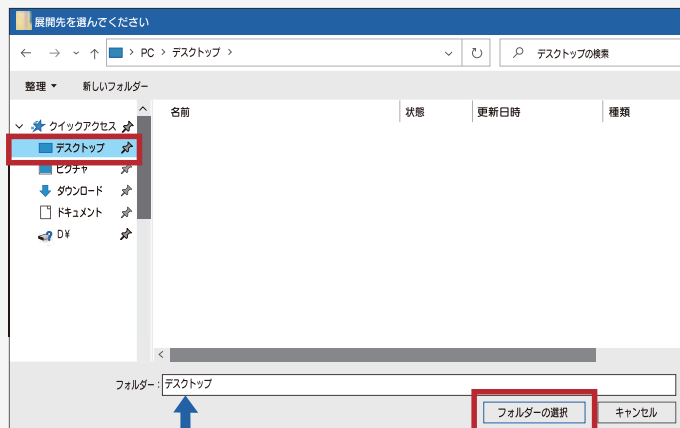 展開先を選んでください
PC > デスクトップ >
デスクトップの検索
整理 新しいフォルダー
名前 状態 更新日時 種類
クイックアクセス
デスクトップ
ピクチャ
ダウンロード
ドキュメント
D¥
フォルダー: デスクトップ
フォルダーの選択 キャンセル